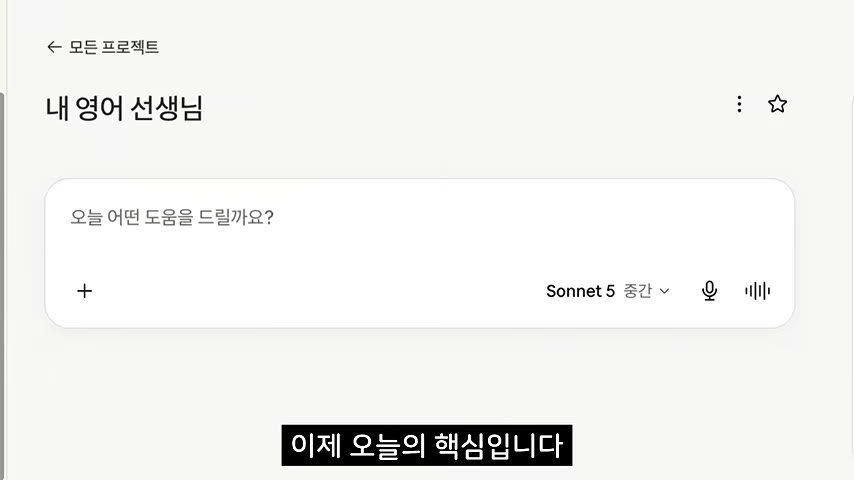 ← 모든 프로젝트
내 영어 선생님
오늘 어떤 도움을 드릴까요?
Sonnet 5 중간
이제 오늘의 핵심입니다